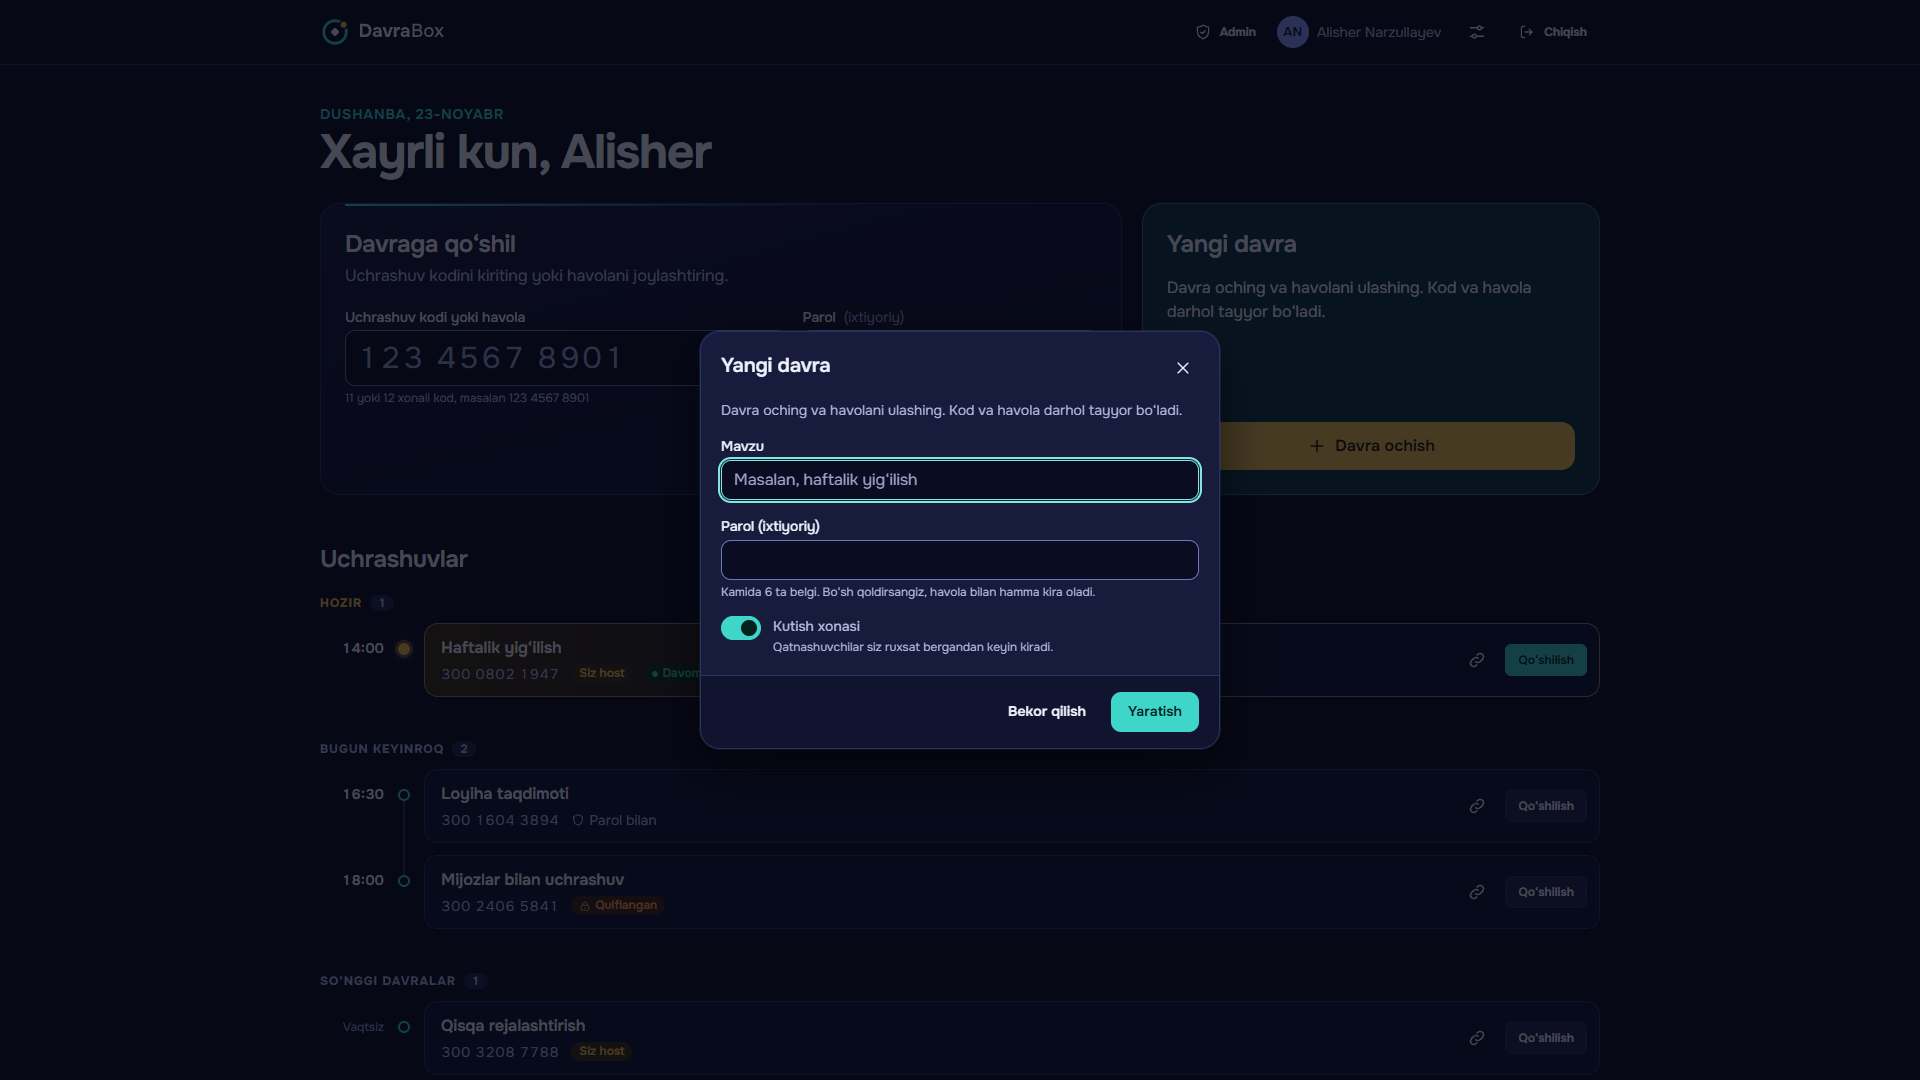 DavraBox
Admin
AN
Alisher Narzullayev
Chiqish
DUSHANBA, 23-NOYABR
Xayrli kun, Alisher
Davraga qo‘shil
Uchrashuv kodini kiriting yoki havolani joylashtiring.
Uchrashuv kodi yoki havola
Parol (ixtiyoriy)
123 4567 8901
11 yoki 12 xonali kod, masalan 123 4567 8901
Yangi davra
Davra oching va havolani ulashing. Kod va havola
darhol tayyor bo‘ladi.
Davra ochish
Yangi davra
Davra oching va havolani ulashing. Kod va havola darhol tayyor bo‘ladi.
Mavzu
Masalan, haftalik yig‘ilish
Parol (ixtiyoriy)
Kamida 6 ta belgi. Bo‘sh qoldirsangiz, havola bilan hamma kira oladi.
Kutish xonasi
Qatnashuvchilar siz ruxsat bergandan keyin kiradi.
Bekor qilish
Yaratish
Uchrashuvlar
HOZIR 1
14:00
Haftalik yig‘ilish
300 0802 1947
Siz host
Qo‘shilish
BUGUN KEYINROQ 2
16:30
Loyiha taqdimoti
300 1604 3894
Parol bilan
Qo‘shilish
18:00
Mijozlar bilan uchrashuv
300 2406 5841
Qulflangan
Qo‘shilish
SO‘NGGI DAVRALAR 1
Vaqtsiz
Qisqa rejalashtirish
300 3208 7788
Siz host
Qo‘shilish